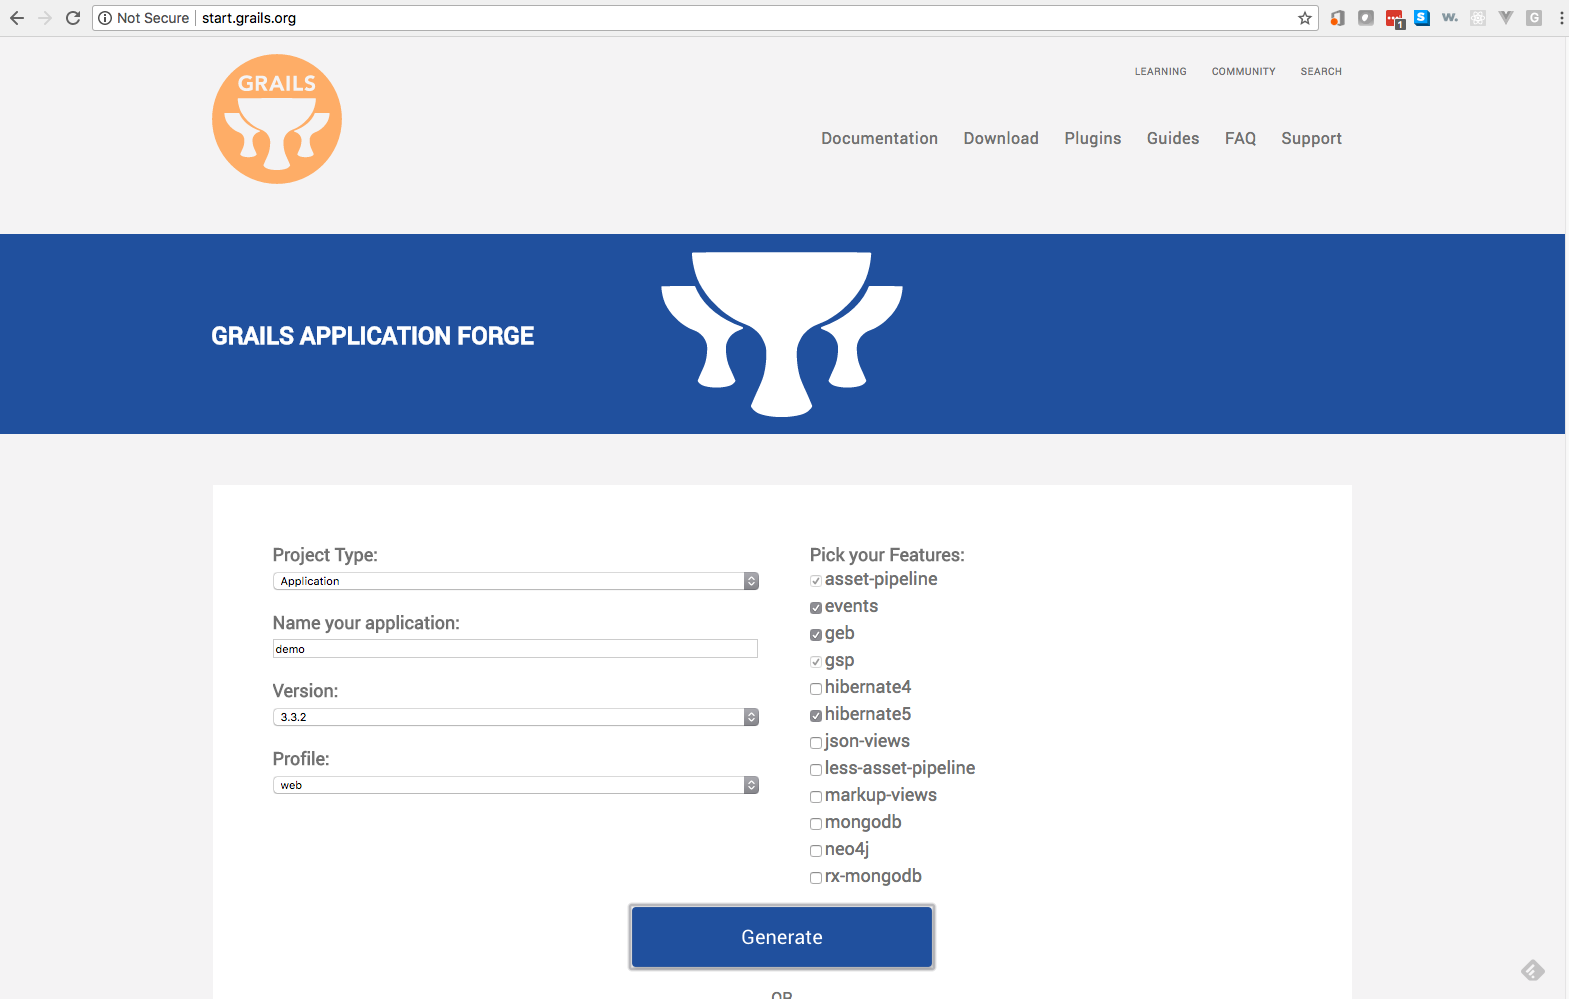 Not Secure start.grails.org
1
S
w.
G
GRAILS
LEARNING COMMUNITY SEARCH
Documentation Download Plugins Guides FAQ Support
GRAILS APPLICATION FORGE
Project Type:
Application
Name your application:
demo
Version:
3.3.2
Profile:
web
Pick your Features:
asset-pipeline
events
geb
gsp
hibernate4
hibernate5
json-views
less-asset-pipeline
markup-views
mongodb
neo4j
rx-mongodb
Generate
OR